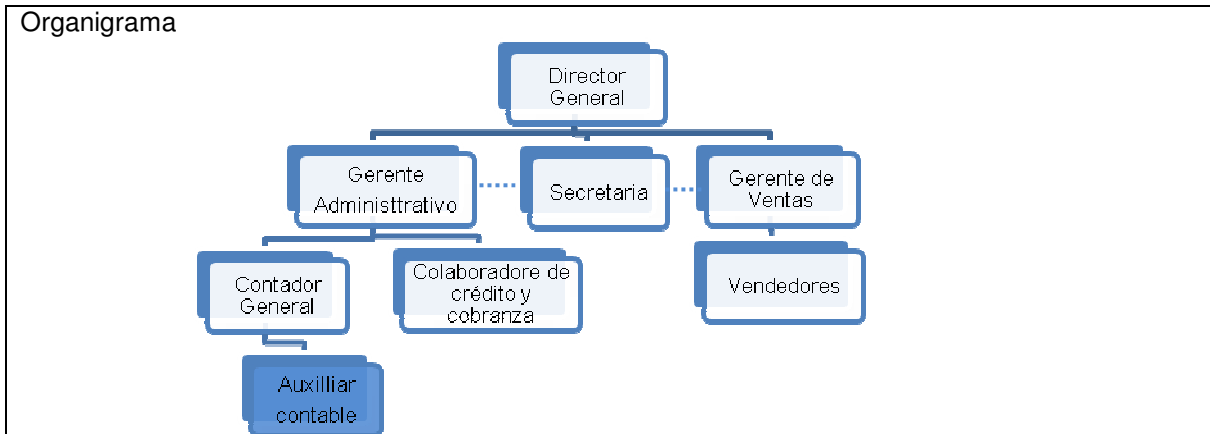 Organigrama
Director
General
Gerente
Administtrativo
Secretaria
Gerente de
Ventas
Contador
General
Colaboradore de
crédito y
cobranza
Vendedores
Auxilliar
contable